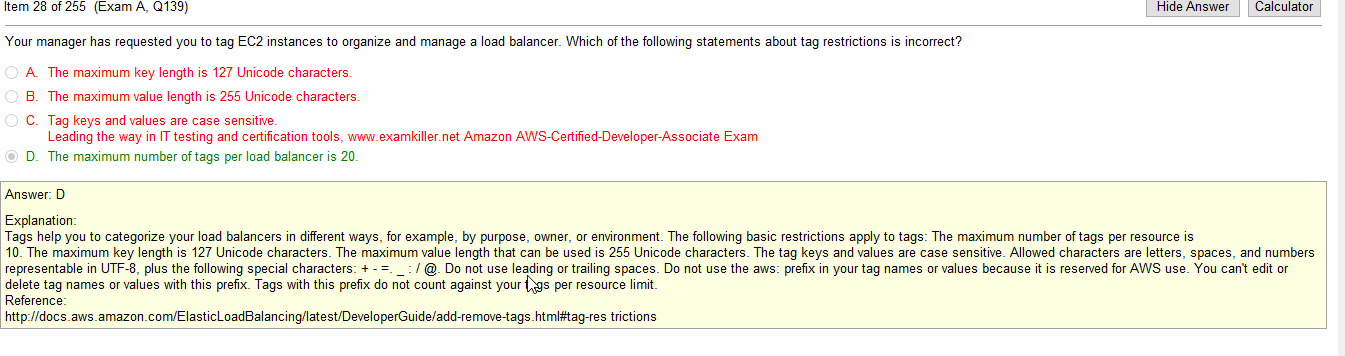 Item 28 of 255 (Exam A, Q139)
Hide Answer
Calculator
Your manager has requested you to tag EC2 instances to organize and manage a load balancer. Which of the following statements about tag restrictions is incorrect?
A. The maximum key length is 127 Unicode characters.
B. The maximum value length is 255 Unicode characters.
C. Tag keys and values are case sensitive.
Leading the way in IT testing and certification tools, www.examkiller.net Amazon AWS-Certified-Developer-Associate Exam
D. The maximum number of tags per load balancer is 20.
Answer: D
Explanation:
Tags help you to categorize your load balancers in different ways, for example, by purpose, owner, or environment. The following basic restrictions apply to tags: The maximum number of tags per resource is
10. The maximum key length is 127 Unicode characters. The maximum value length that can be used is 255 Unicode characters. The tag keys and values are case sensitive. Allowed characters are letters, spaces, and numbers
representable in UTF-8, plus the following special characters: + - =. _ : / @. Do not use leading or trailing spaces. Do not use the aws: prefix in your tag names or values because it is reserved for AWS use. You can't edit or
delete tag names or values with this prefix. Tags with this prefix do not count against your tags per resource limit.
Reference:
http://docs.aws.amazon.com/ElasticLoadBalancing/latest/DeveloperGuide/add-remove-tags.html#tag-res trictions